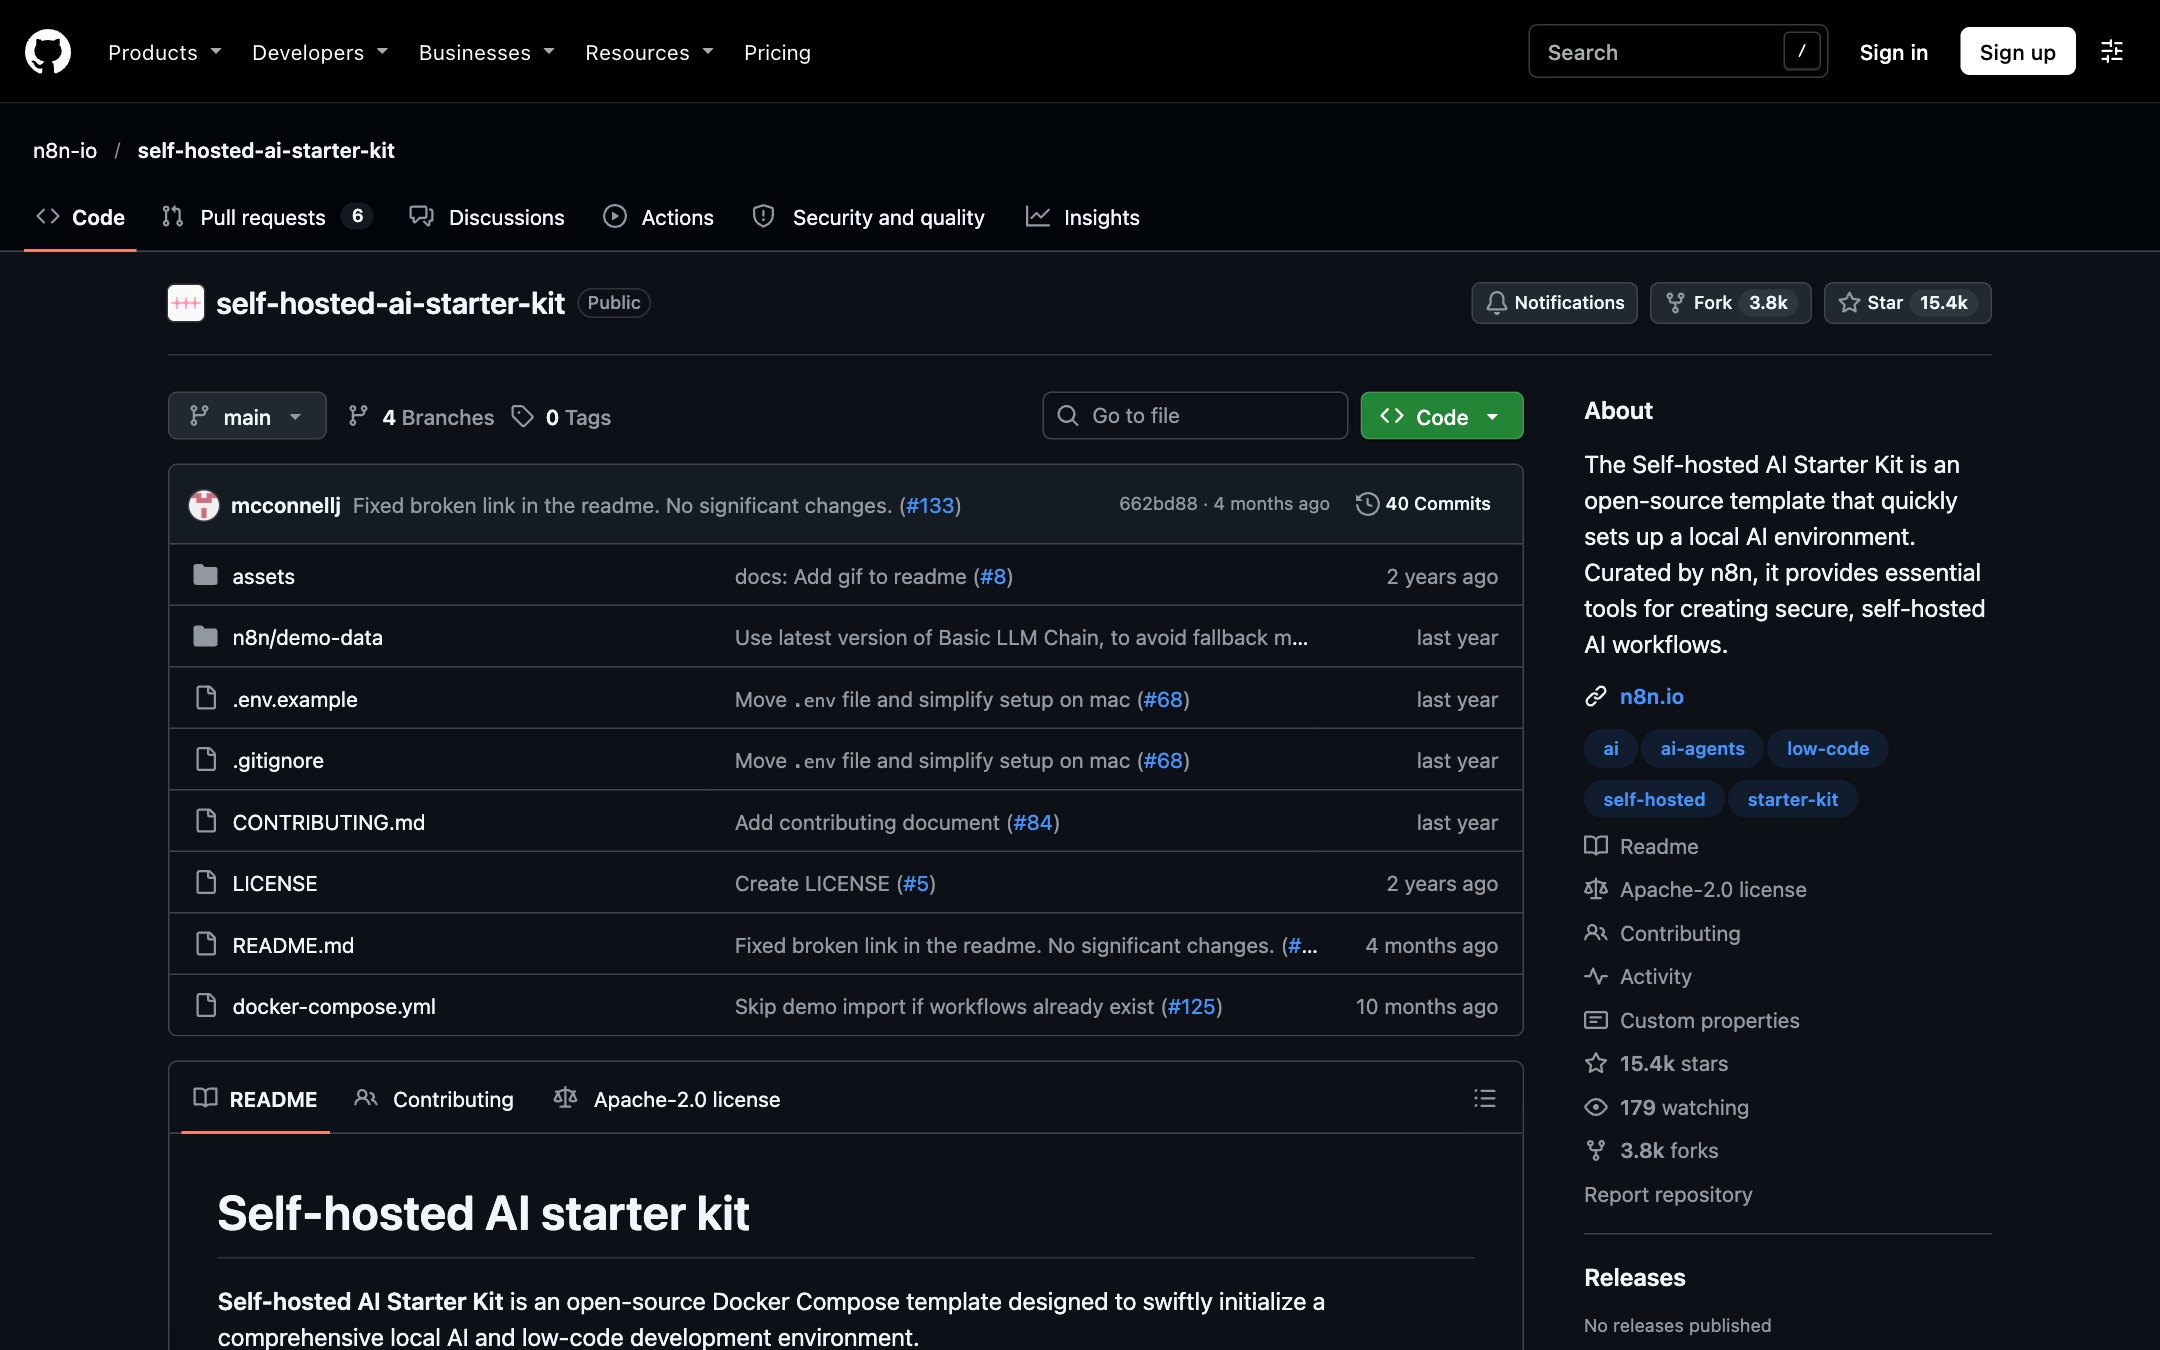 Products Developers Businesses Resources Pricing Search / Sign in Sign up
n8n-io / self-hosted-ai-starter-kit
Code Pull requests 6 Discussions Actions Security and quality Insights
self-hosted-ai-starter-kit Public Notifications Fork 3.8k Star 15.4k
main 4 Branches 0 Tags Go to file Code
mcconnellj Fixed broken link in the readme. No significant changes. (#133) 662bd88 · 4 months ago 40 Commits
assets docs: Add gif to readme (#8) 2 years ago
n8n/demo-data Use latest version of Basic LLM Chain, to avoid fallback m... last year
.env.example Move .env file and simplify setup on mac (#68) last year
.gitignore Move .env file and simplify setup on mac (#68) last year
CONTRIBUTING.md Add contributing document (#84) last year
LICENSE Create LICENSE (#5) 2 years ago
README.md Fixed broken link in the readme. No significant changes. (#... 4 months ago
docker-compose.yml Skip demo import if workflows already exist (#125) 10 months ago
README Contributing Apache-2.0 license
Self-hosted AI starter kit
Self-hosted AI Starter Kit is an open-source Docker Compose template designed to swiftly initialize a
comprehensive local AI and low-code development environment.
About
The Self-hosted AI Starter Kit is an
open-source template that quickly
sets up a local AI environment.
Curated by n8n, it provides essential
tools for creating secure, self-hosted
AI workflows.
n8n.io
ai ai-agents low-code
self-hosted starter-kit
Readme
Apache-2.0 license
Contributing
Activity
Custom properties
15.4k stars
179 watching
3.8k forks
Report repository
Releases
No releases published